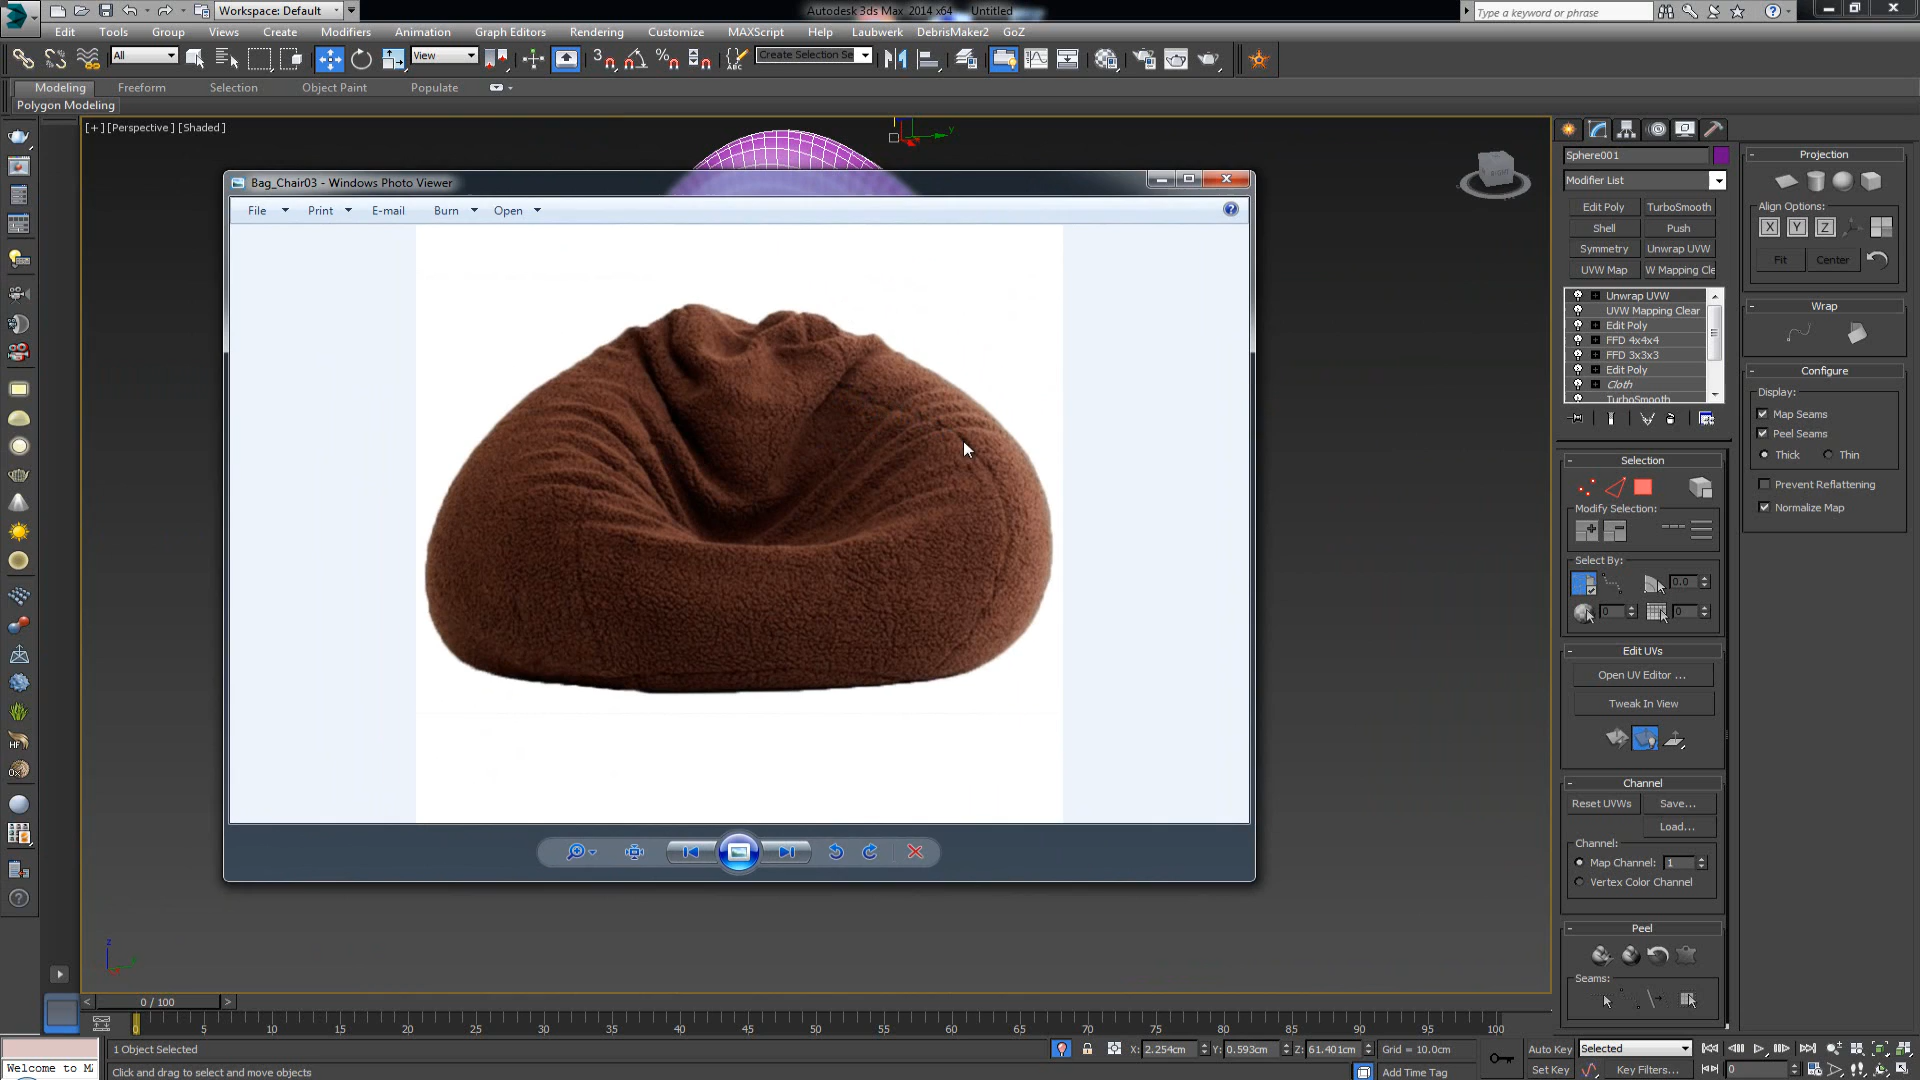 Workspace: Default
Autodesk 3ds Max 2014 x64 Untitled
Type a keyword or phrase
Edit Tools Group Views Create Modifiers Animation Graph Editors Rendering Customize MAXScript Help Laubwerk DebrisMaker2 GoZ
All
View
Create Selection Se
Modeling Freeform Selection Object Paint Populate
Polygon Modeling
[+] [Perspective] [Shaded]
Bag_Chair03 - Windows Photo Viewer
File Print E-mail Burn Open
Sphere001
Modifier List
Edit Poly TurboSmooth
Shell Push
Symmetry Unwrap UVW
UVW Map W Mapping Cle
Unwrap UVW
UVW Mapping Clear
Edit Poly
FFD 4x4x4
FFD 3x3x3
Edit Poly
Cloth
TurboSmooth
Selection
Modify Selection:
Select By:
0.0
0 0
Edit UVs
Open UV Editor ...
Tweak In View
Channel
Reset UVWs Save...
Load...
Channel:
Map Channel: 1
Vertex Color Channel
Peel
Seams:
Projection
Align Options:
X Y Z
Fit Center
Wrap
Configure
Display:
Map Seams
Peel Seams
Thick Thin
Prevent Reflattening
Normalize Map
y
z
< 0 / 100 >
0 5 10 15 20 25 30 35 40 45 50 55 60 65 70 75 80 85 90 95 100
1 Object Selected
X: 2.254cm Y: 0.593cm Z: 61.401cm Grid = 10.0cm
Auto Key Selected
Welcome to M
Click and drag to select and move objects
Add Time Tag
Set Key Key Filters... 0